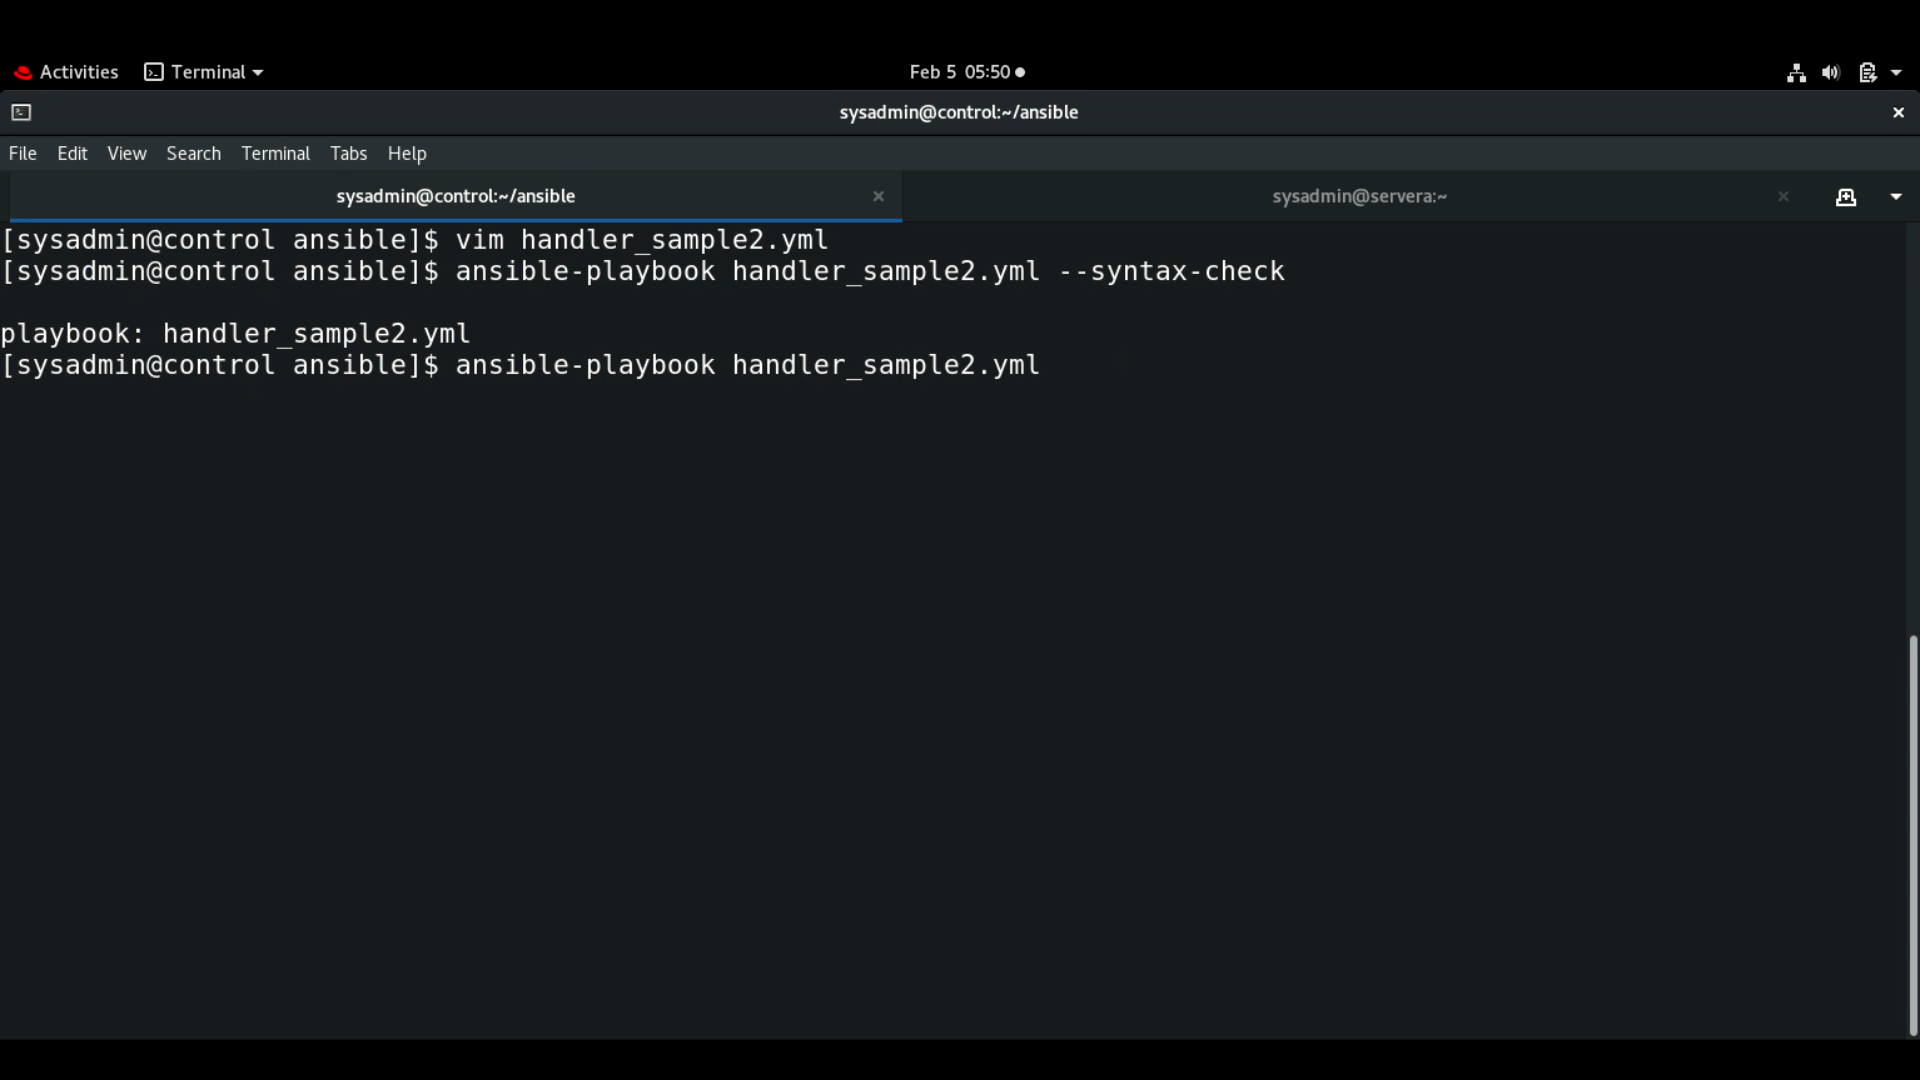 Activities Terminal Feb 5 05:50
sysadmin@control:~/ansible
File Edit View Search Terminal Tabs Help
sysadmin@control:~/ansible sysadmin@servera:~
[sysadmin@control ansible]$ vim handler_sample2.yml
[sysadmin@control ansible]$ ansible-playbook handler_sample2.yml --syntax-check
playbook: handler_sample2.yml
[sysadmin@control ansible]$ ansible-playbook handler_sample2.yml